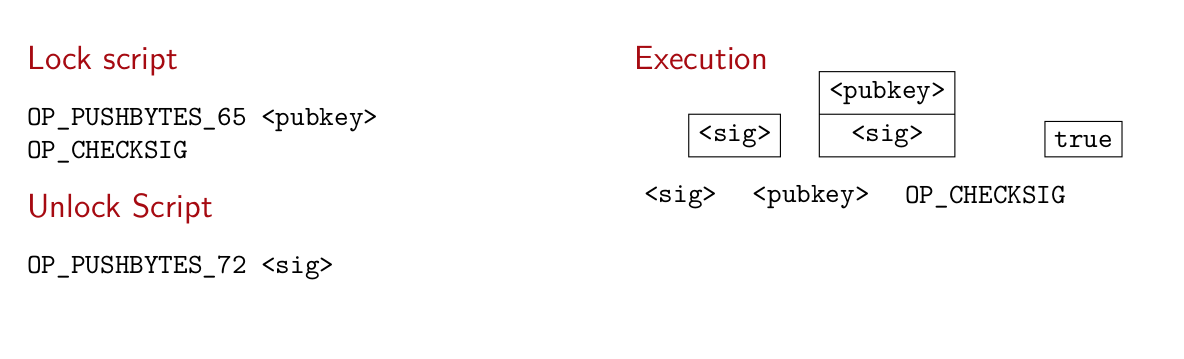 Lock script
OP_PUSHBYTES_65 <pubkey>
OP_CHECKSIG
Unlock Script
OP_PUSHBYTES_72 <sig>
Execution
<pubkey>
<sig> <sig> true
<sig> <pubkey> OP_CHECKSIG